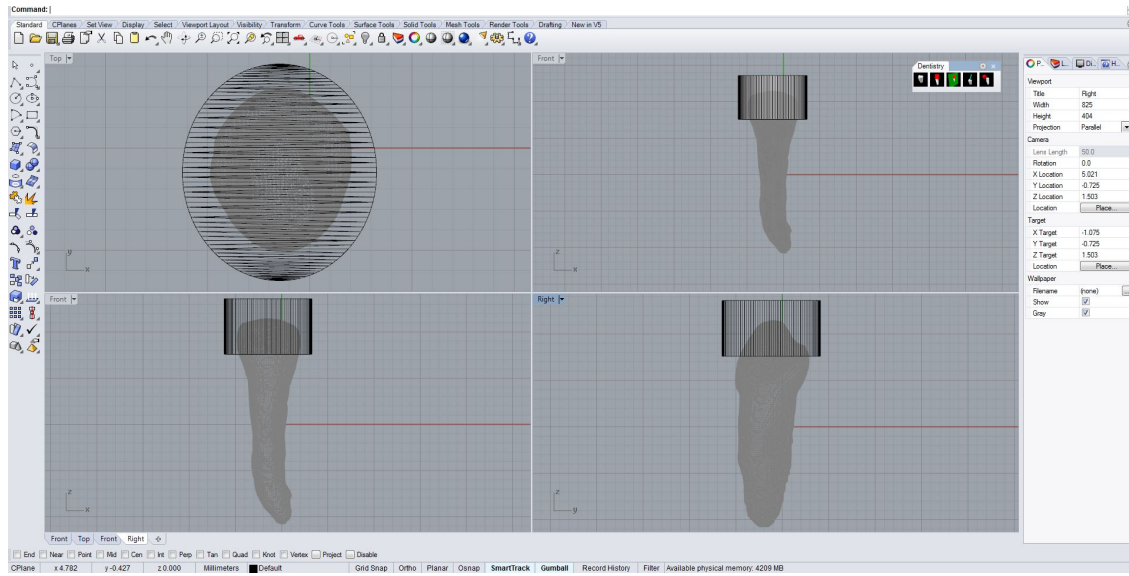 Command:
Standard CPlanes Set View Display Select Viewport Layout Visibility Transform Curve Tools Surface Tools Solid Tools Mesh Tools Render Tools Drafting New in V5
Top
Front
Dentistry
P.. L.. Di.. H..
Viewport
Title Right
Width 825
Height 404
Projection Parallel
Camera
Lens Length 50.0
Rotation 0.0
X Location 5.021
Y Location -0.725
Z Location 1.503
Location Place...
Target
X Target -1.075
Y Target -0.725
Z Target 1.503
Location Place...
Wallpaper
Filename (none) ...
Show
Gray
y
x
z
x
Front
Right
z
x
z
y
Front Top Front Right
End Near Point Mid Cen Int Perp Tan Quad Knot Vertex Project Disable
CPlane x 4.782 y -0.427 z 0.000 Millimeters Default Grid Snap Ortho Planar Osnap SmartTrack Gumball Record History Filter Available physical memory: 4209 MB